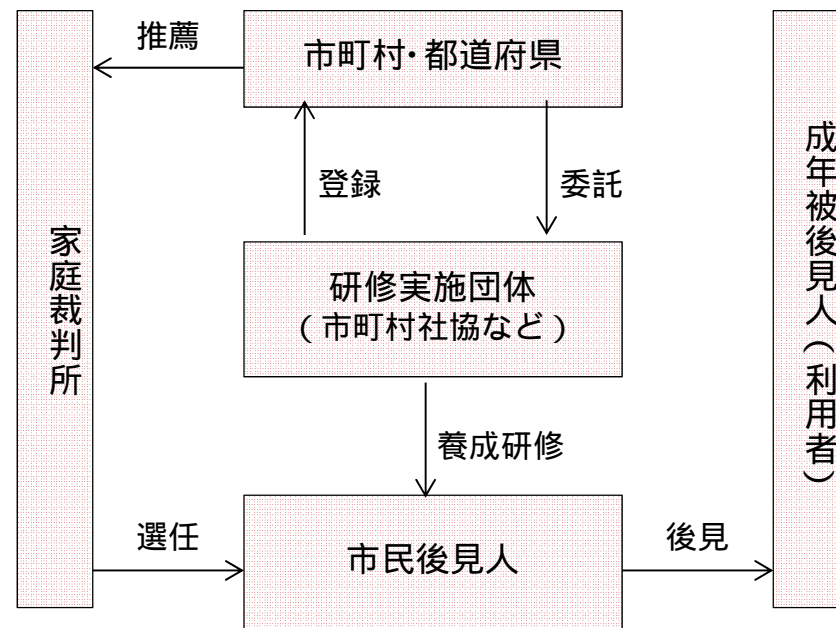 推薦
市町村・都道府県
登録
委託
家庭裁判所
研修実施団体
(市町村社協など)
養成研修
選任
市民後見人
後見
成年被後見人(利用者)